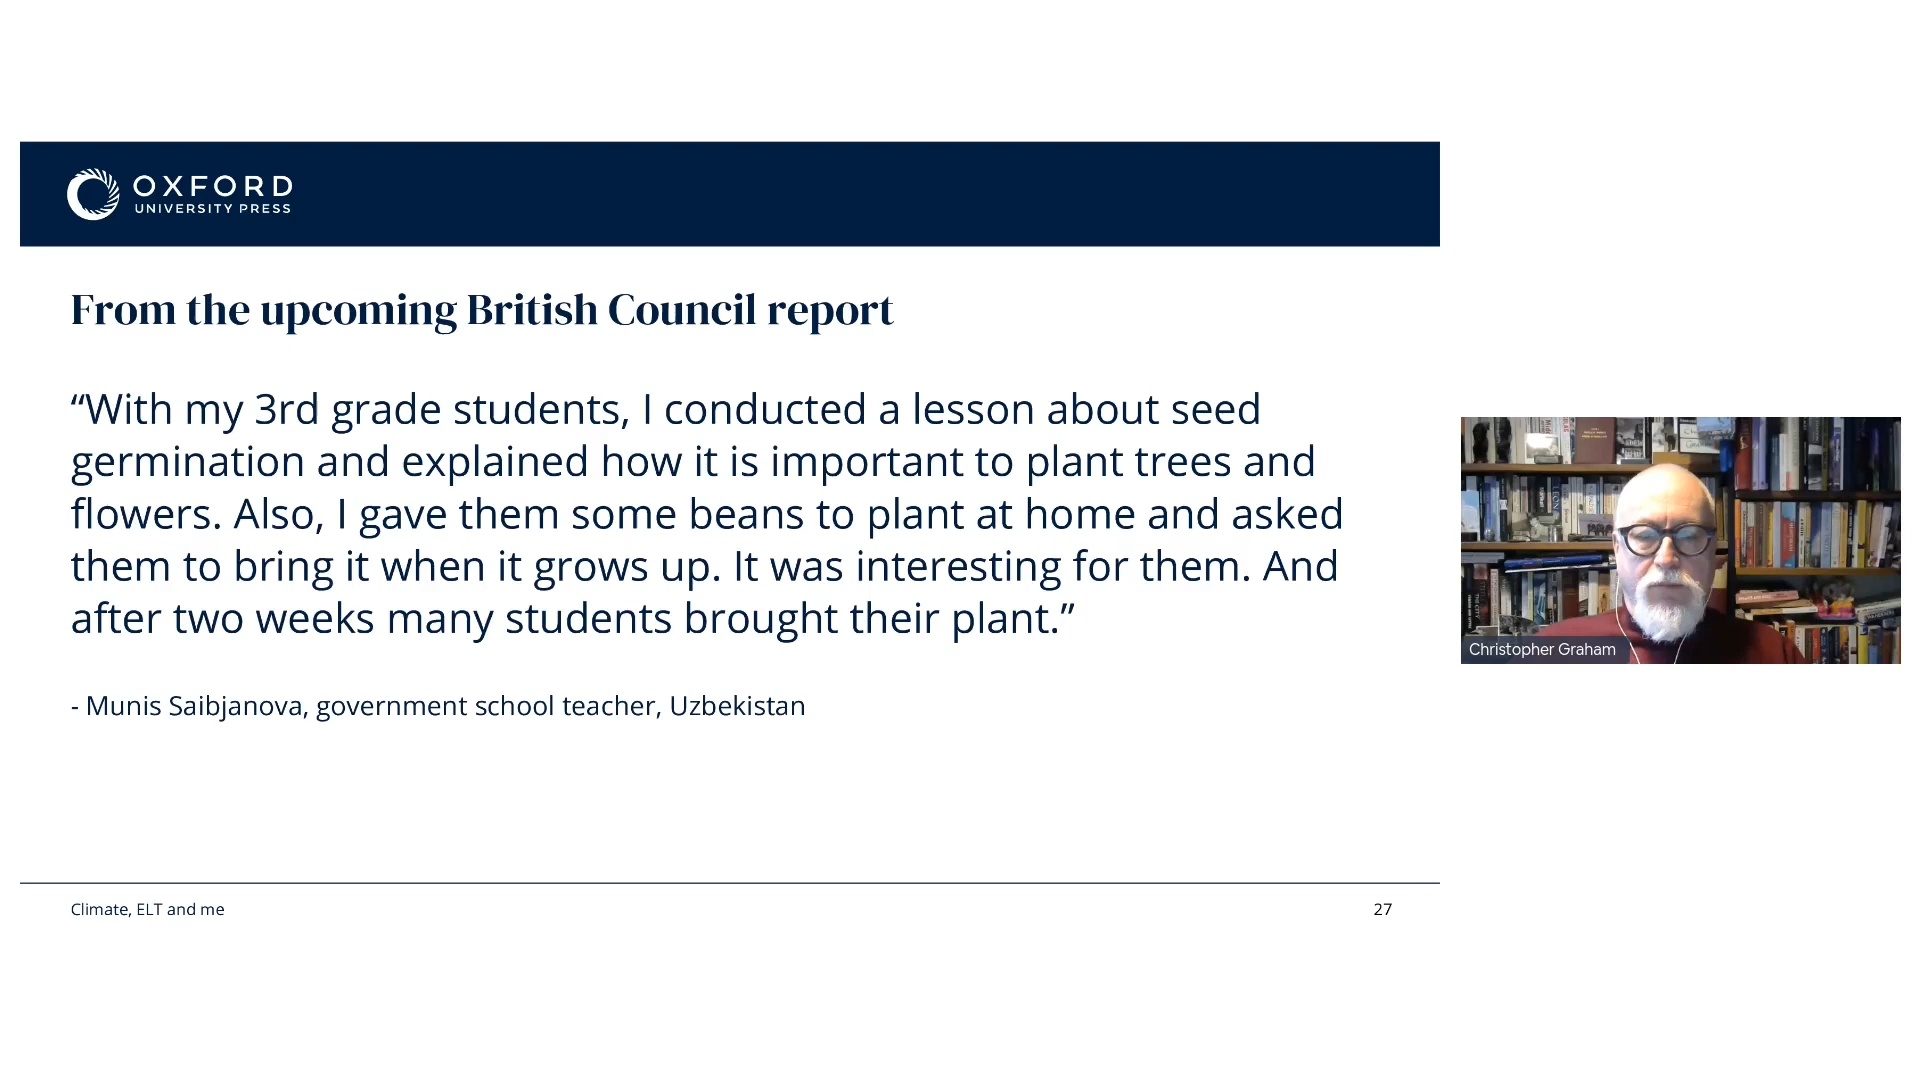 OXFORD
UNIVERSITY PRESS
From the upcoming British Council report
“With my 3rd grade students, I conducted a lesson about seed
germination and explained how it is important to plant trees and
flowers. Also, I gave them some beans to plant at home and asked
them to bring it when it grows up. It was interesting for them. And
after two weeks many students brought their plant.”
- Munis Saibjanova, government school teacher, Uzbekistan
Christopher Graham
Climate, ELT and me
27